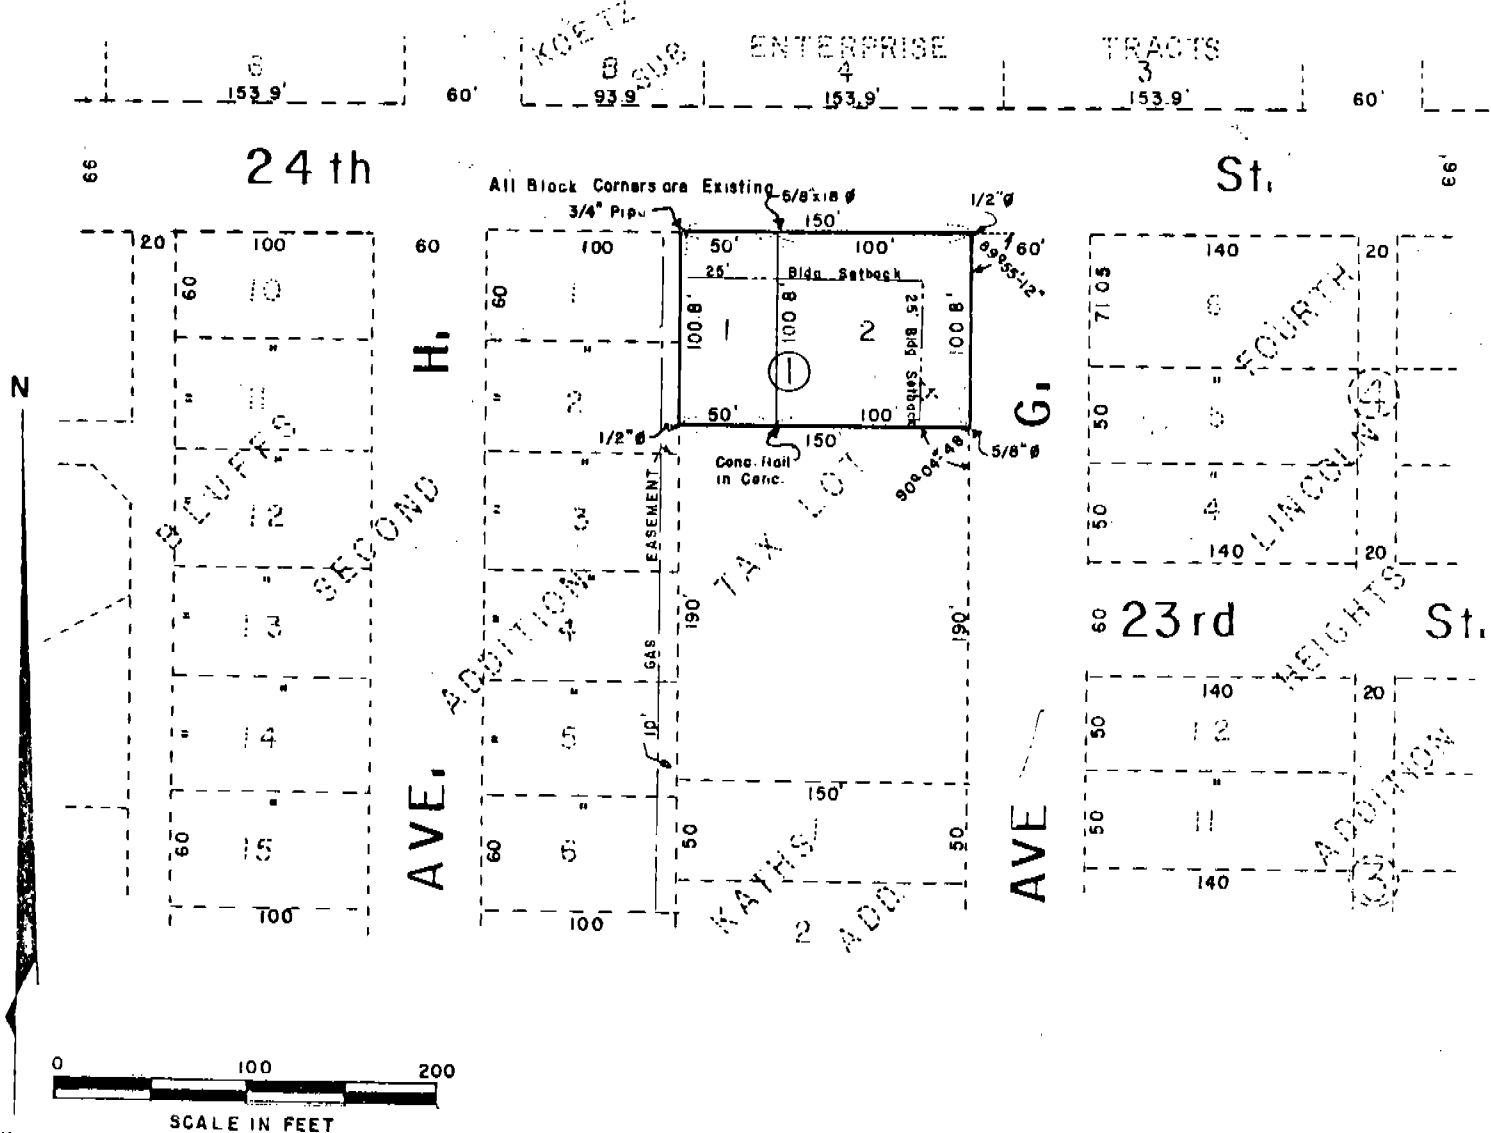 KOETZ
SUB
ENTERPRISE TRACTS
6 8 4 3
153.9' 60' 93.9' 153.9' 153.9' 60'
66 24th St. 66'
All Block Corners are Existing 5/8"x18 Ø 1/2"Ø
3/4" Pipe 150'
20 100 60 100 50' 100' 60' 140 20
89°55'-12"
25' Bldg. Setback
60 10 60 1 71.05 6
100.8' 1 100.8' 2 25' Bldg Setback 100.8'
H. G.
N
1
" "
" 11 " 2 " 50 5 4
50' 100'
1/2"Ø 150' 5/8"Ø
Conc. Nail
in Conc.
90°04'-48"
" " "
" 12 " 3 50 4
140 20
FOURTH
LINCOLN
HEIGHTS
ADDITION
BLUFFS
SECOND
ADDITION
TAX LOT
10' GAS EASEMENT
" "
" 13 " 4 190' 190' 60 23rd St.
" " 140 20
" 14 " 5 50 12
" " 150' "
60 15 60 6 50 50 50 11
AVE. AVE
100 100 140 3
KATHS'
2 ADD.
0 100 200
SCALE IN FEET